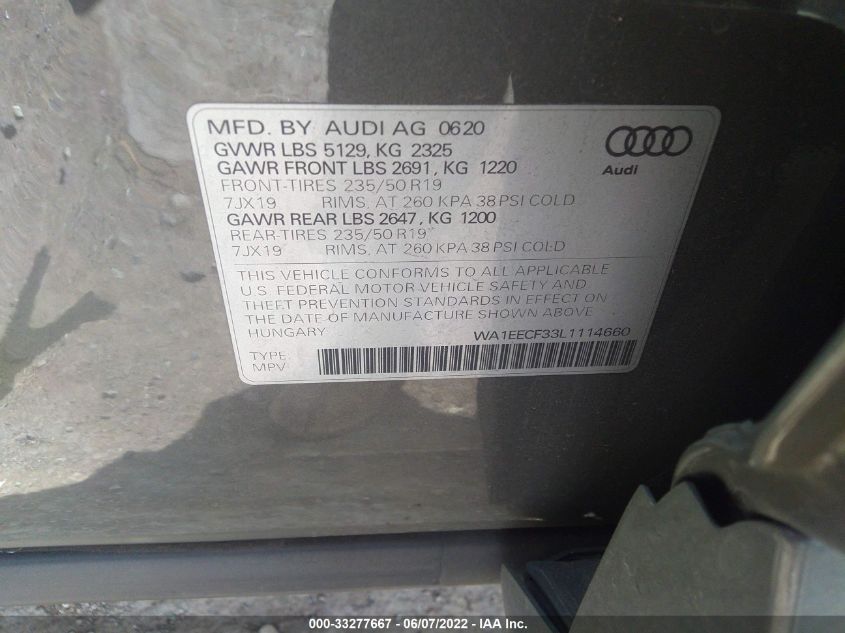 MFD. BY AUDI AG 0620
GVWR LBS 5129, KG 2325
GAWR FRONT LBS 2691, KG 1220
FRONT-TIRES 235/50 R19
7JX19 RIMS, AT 260 KPA 38 PSI COLD
GAWR REAR LBS 2647, KG 1200
REAR-TIRES 235/50 R19
7JX19 RIMS, AT 260 KPA 38 PSI COLD
Audi
THIS VEHICLE CONFORMS TO ALL APPLICABLE
U.S. FEDERAL MOTOR VEHICLE SAFETY AND
THEFT PREVENTION STANDARDS IN EFFECT ON
THE DATE OF MANUFACTURE SHOWN ABOVE
HUNGARY WA1EECF33L1114660
TYPE:
MPV
000-33277667 - 06/07/2022 - IAA Inc.